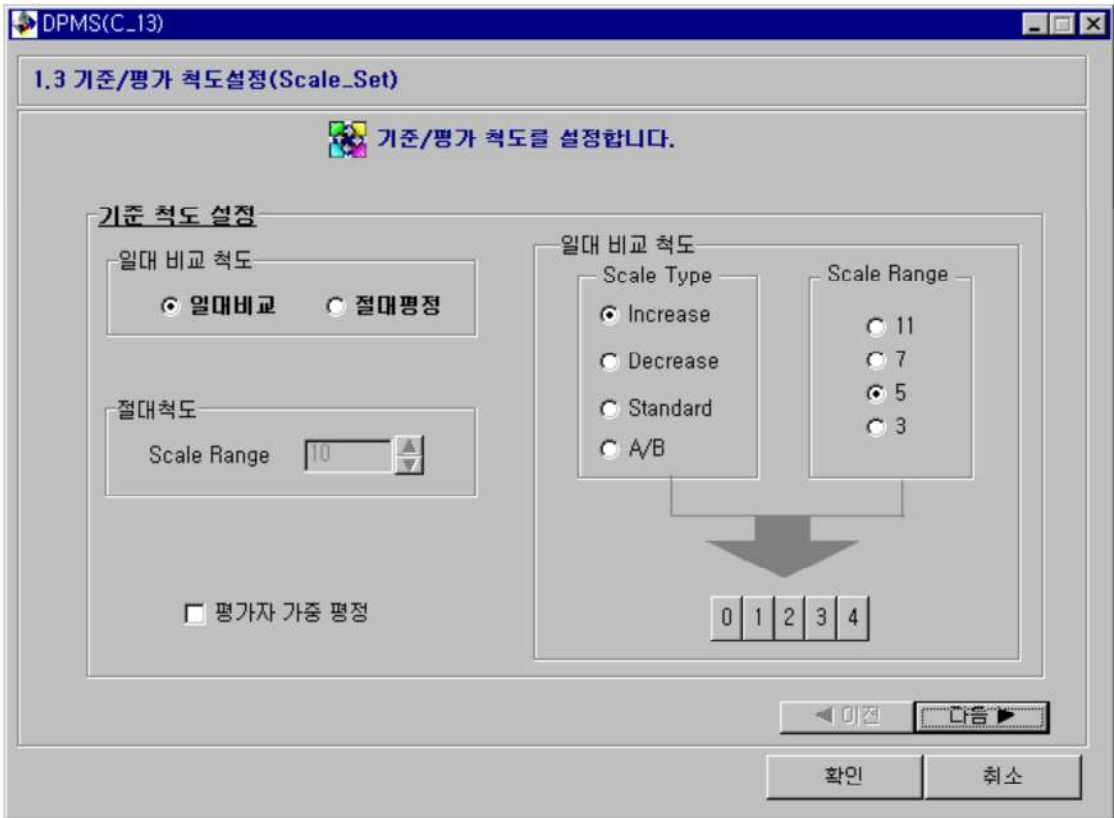 DPMS(C_13)
1.3 기준/평가 척도설정(Scale_Set)
기준/평가 척도를 설정합니다.
기준 척도 설정
일대 비교 척도
일대비교
절대평정
절대척도
Scale Range
10
평가자 가중 평정
일대 비교 척도
Scale Type
Increase
Decrease
Standard
A/B
Scale Range
11
7
5
3
0 1 2 3 4
◀ 이전
다음 ▶
확인
취소